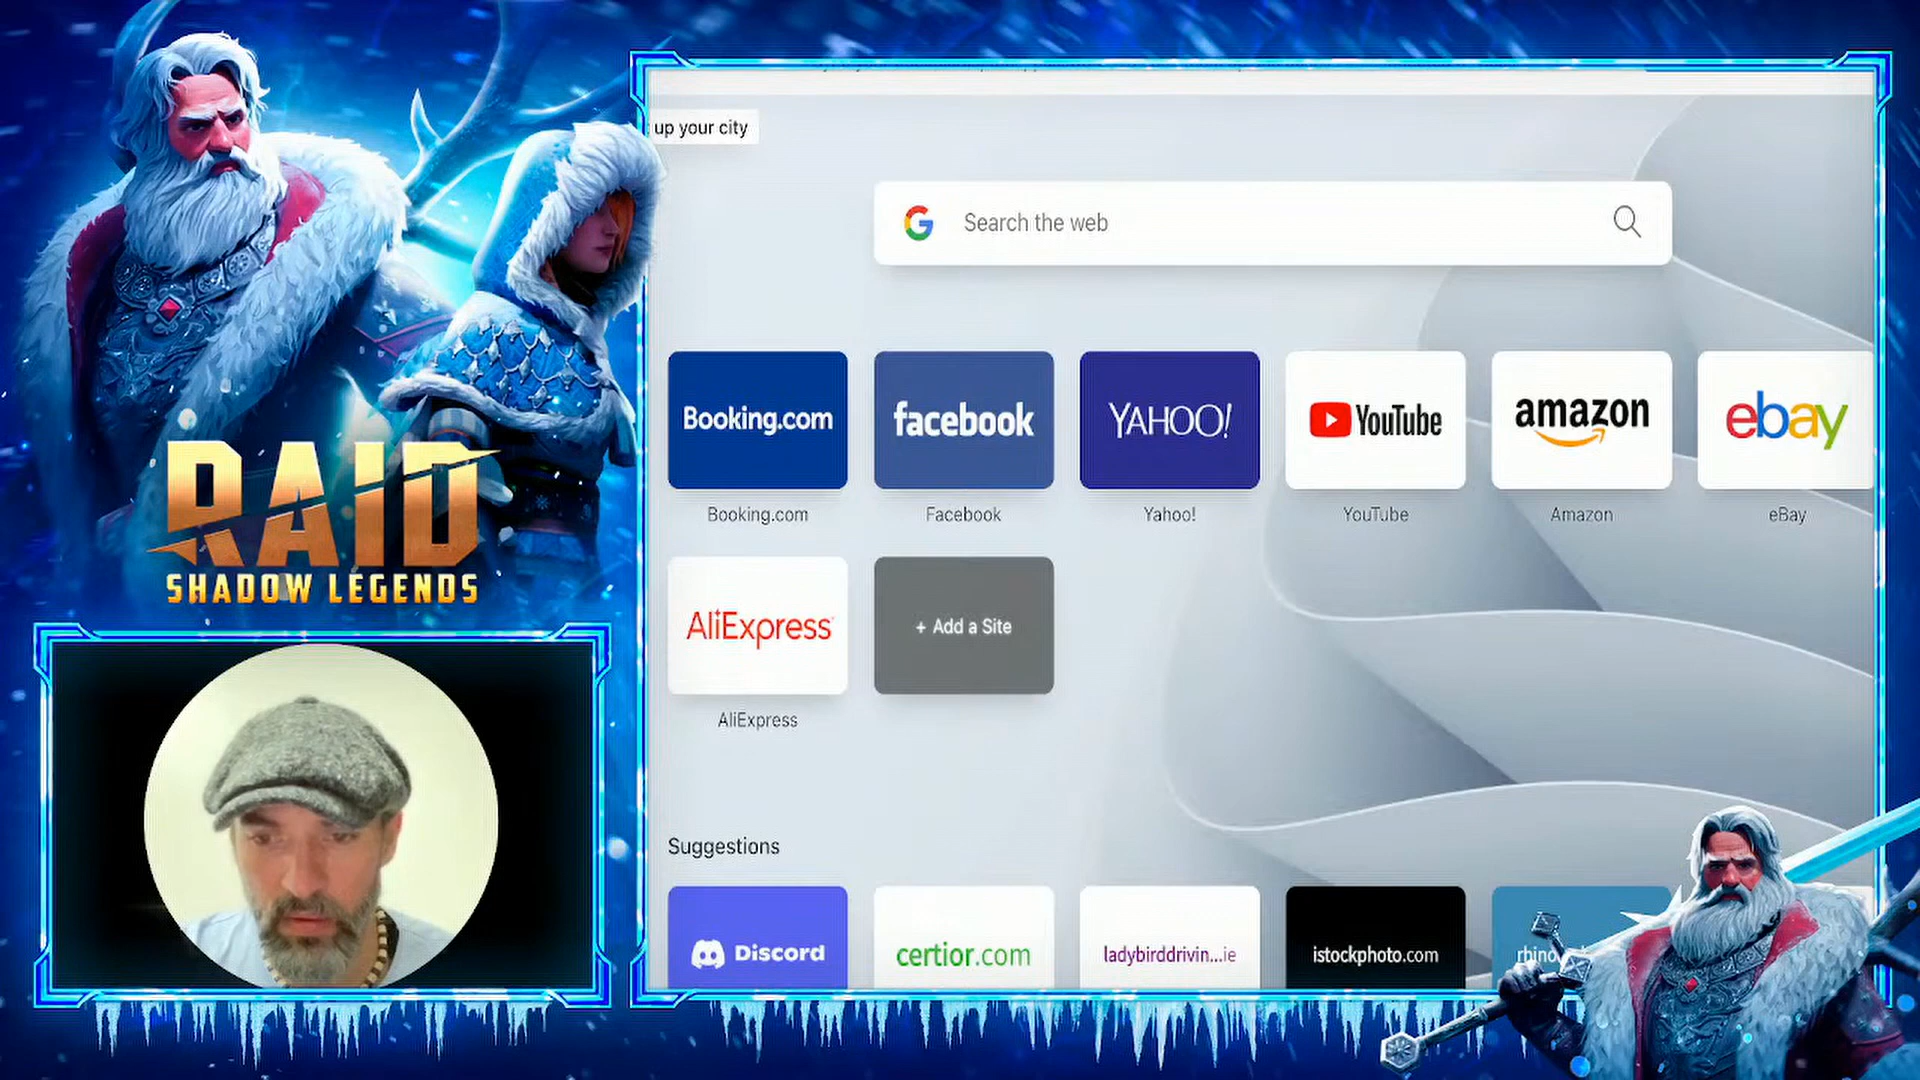 up your city
Search the web
Booking.com
facebook
YAHOO!
YouTube
amazon
ebay
Booking.com
Facebook
Yahoo!
YouTube
Amazon
eBay
AliExpress
+ Add a Site
AliExpress
RAID
SHADOW LEGENDS
Suggestions
Discord
certior.com
ladybirddrivin...ie
istockphoto.com
rhino